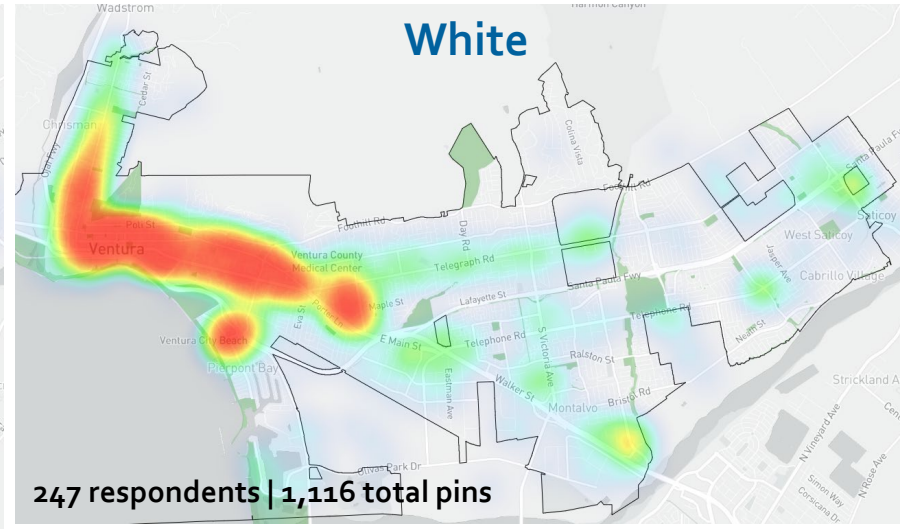 Wadstrom
Harmon Canyon
White
Cedar St
Chrisman
Ojai Fwy
Colina Vista
Foothill Rd
Santa Paula Fw
Poli St
Foothill Rd
Day Rd
Saticoy
West Saticoy
Ventura
Ventura County
Medical Center
Telegraph Rd
Jasper Ave
Cabrillo Village
Santa Paula Fwy
Maple St
Lafayette St
Telephone Rd
Eva St
Neath St
Ventura City Beach
E Main St
Telephone Rd
S Victoria Ave
Ralston St
Pierpont Bay
Eastman Ave
Walker St
Bristol Rd
Strickland A
Montalvo
N Vineyard Ave
Cen
Olivas Park Dr
N Rose Ave
Simon Way
Corsicana Dr
247 respondents | 1,116 total pins